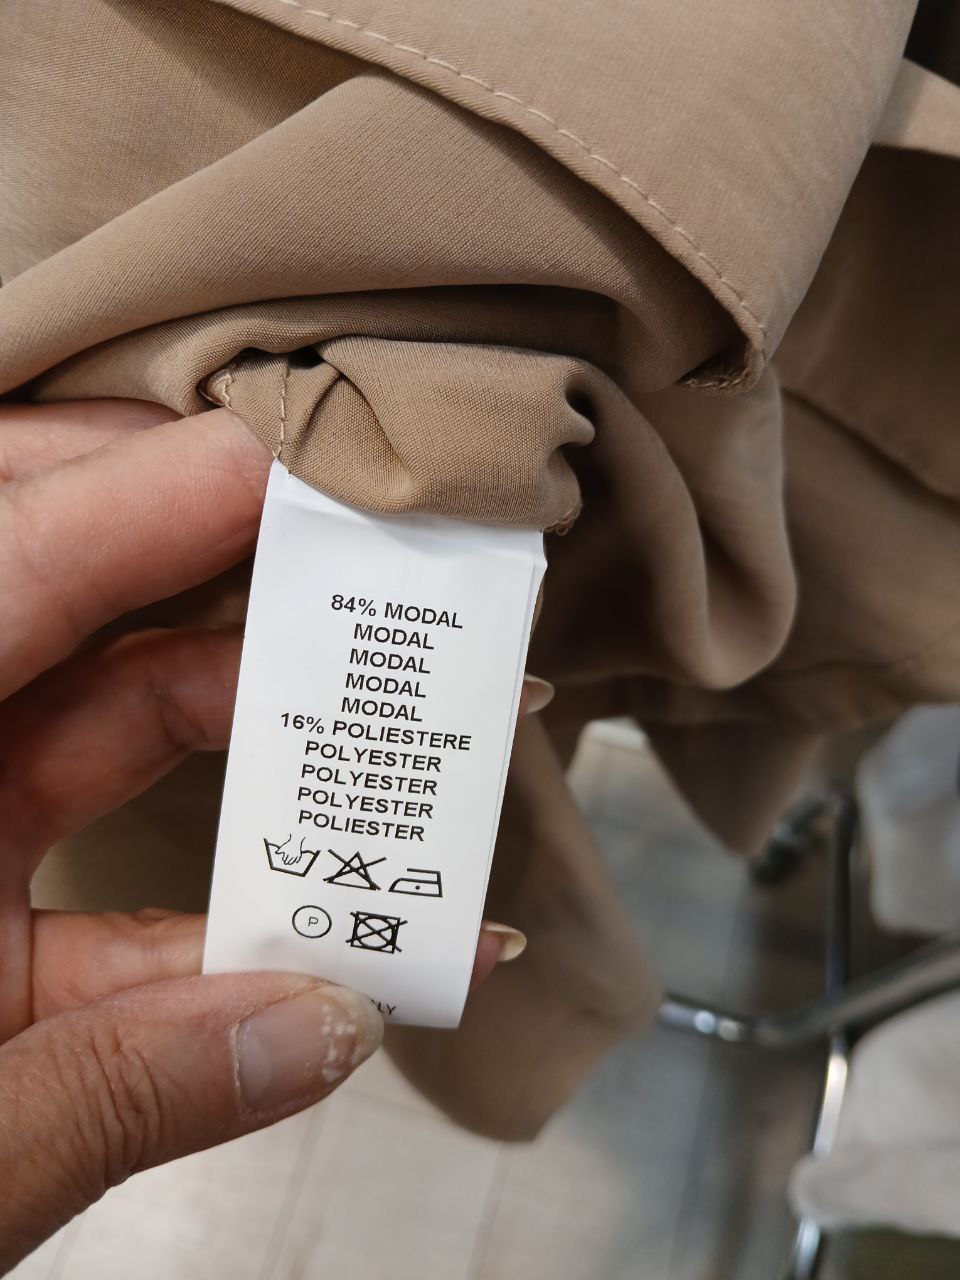 84% MODAL
MODAL
MODAL
MODAL
MODAL
16% POLIESTERE
POLYESTER
POLYESTER
POLYESTER
POLIESTER
P